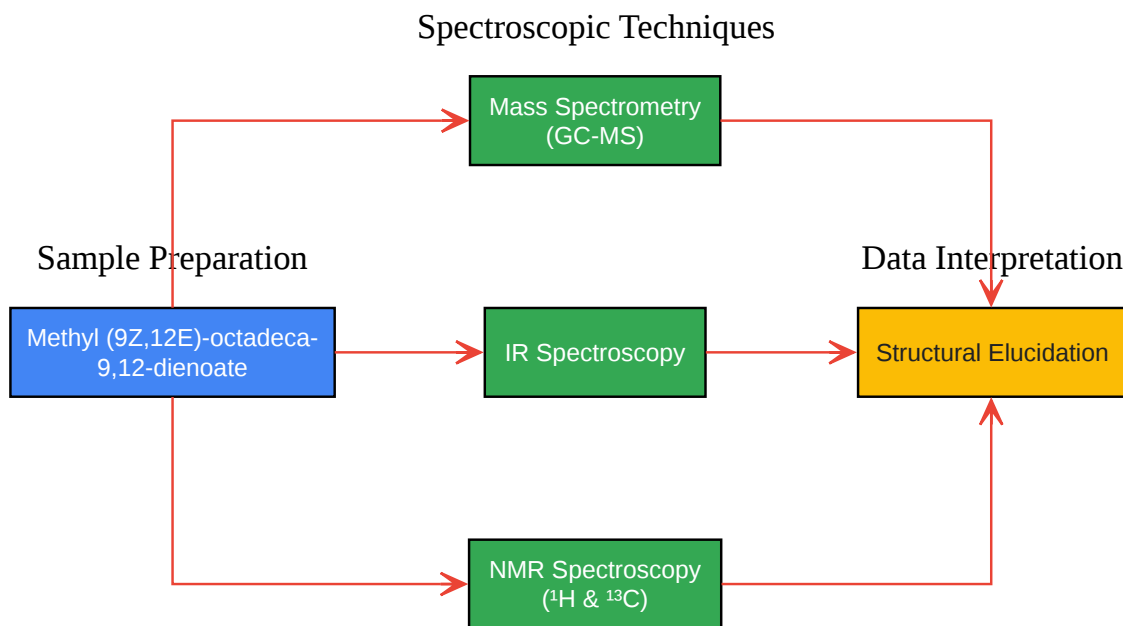 Spectroscopic Techniques
Mass Spectrometry
(GC-MS)
Sample Preparation
Data Interpretation
Methyl (9Z,12E)-octadeca-
9,12-dienoate
IR Spectroscopy
Structural Elucidation
NMR Spectroscopy
(¹H & ¹³C)